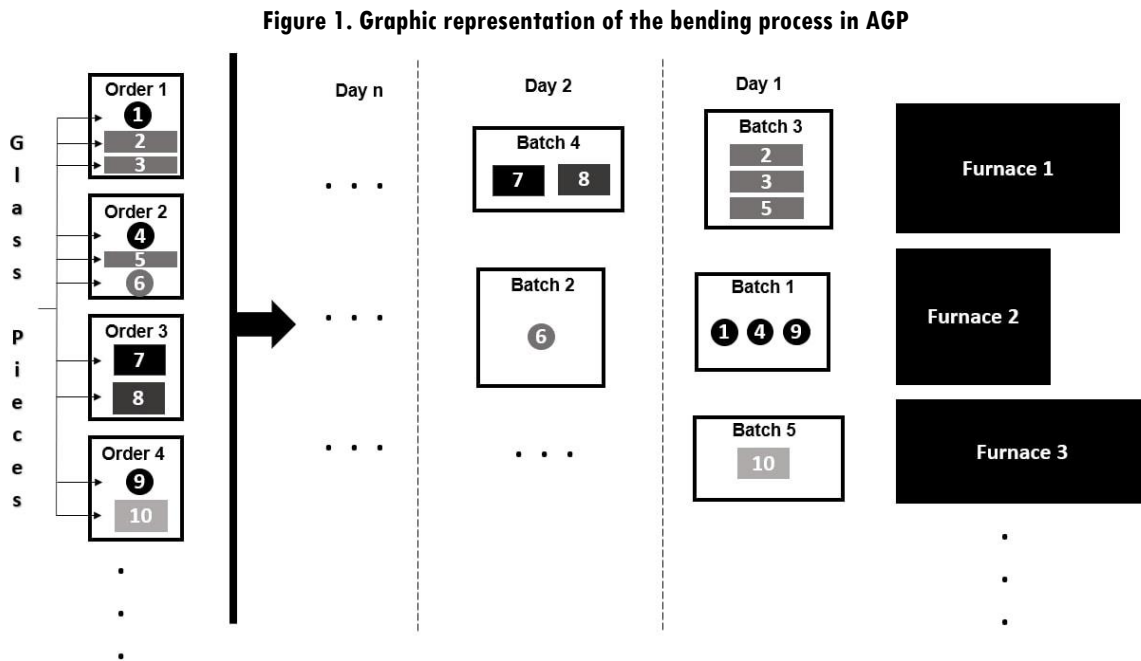 Figure 1. Graphic representation of the bending process in AGP
Glass Pieces
Order 1
1
2
3
Order 2
4
5
6
Order 3
7
8
Order 4
9
10
Day n
Day 2
Day 1
Batch 4
7 8
Batch 3
2
3
5
Furnace 1
Batch 2
6
Batch 1
1 4 9
Furnace 2
Batch 5
10
Furnace 3